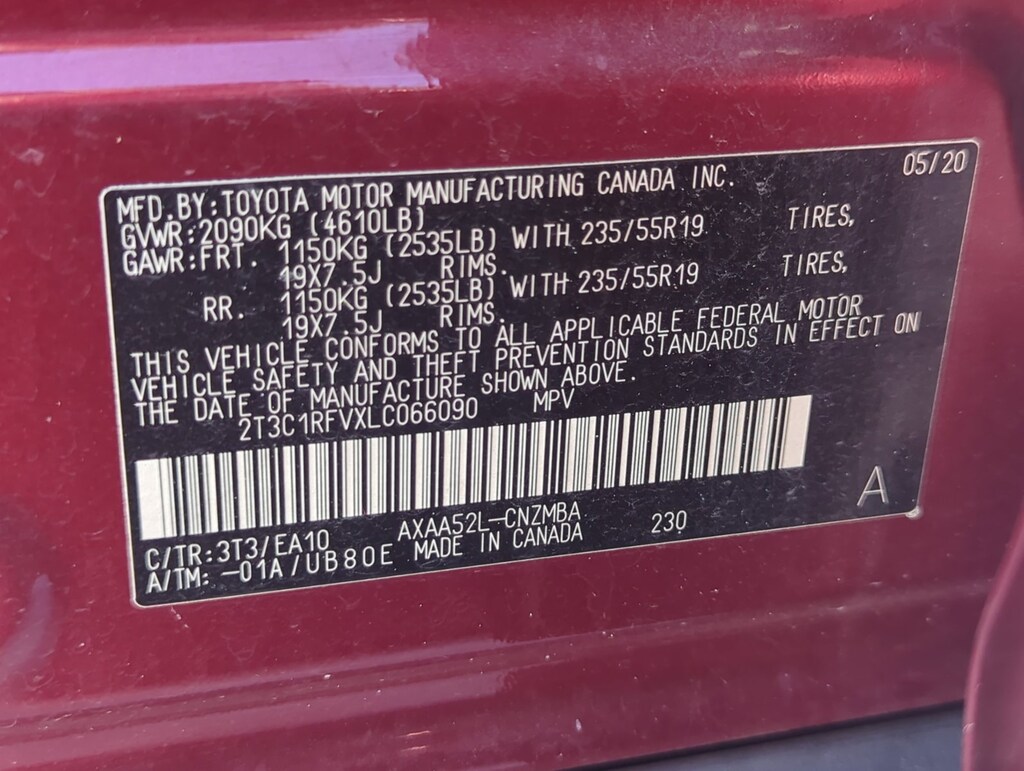 05/20
MFD.BY:TOYOTA MOTOR MANUFACTURING CANADA INC.
GVWR:2090KG (4610LB)
GAWR:FRT. 1150KG (2535LB) WITH 235/55R19 TIRES,
19X7.5J RIMS.
RR. 1150KG (2535LB) WITH 235/55R19 TIRES,
19X7.5J RIMS.
THIS VEHICLE CONFORMS TO ALL APPLICABLE FEDERAL MOTOR
VEHICLE SAFETY AND THEFT PREVENTION STANDARDS IN EFFECT ON
THE DATE OF MANUFACTURE SHOWN ABOVE.
2T3C1RFVXLC066090 MPV
A
C/TR:3T3/EA10 AXAA52L-CNZMBA 230
A/TM:-01A/UB80E MADE IN CANADA